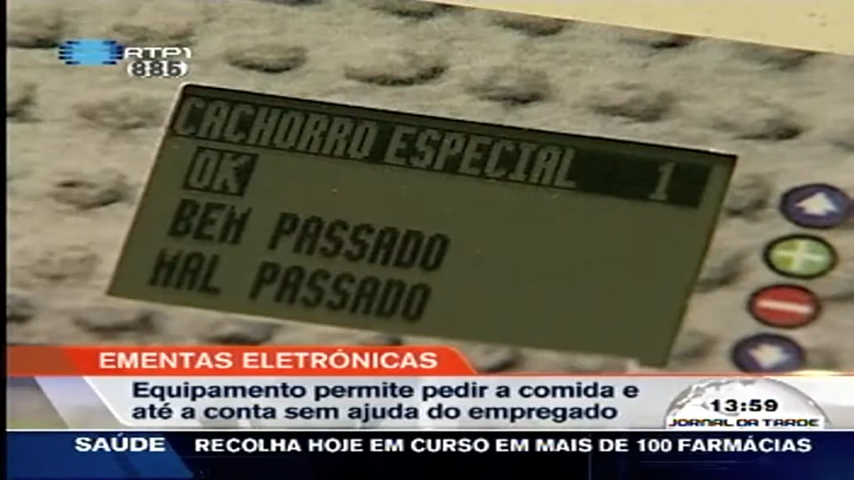 RTP1
885
CACHORRO ESPECIAL 1
OK
BEM PASSADO
MAL PASSADO
EMENTAS ELETRÓNICAS
Equipamento permite pedir a comida e
até a conta sem ajuda do empregado
13:59
JORNAL DA TARDE
SAÚDE RECOLHA HOJE EM CURSO EM MAIS DE 100 FARMÁCIAS